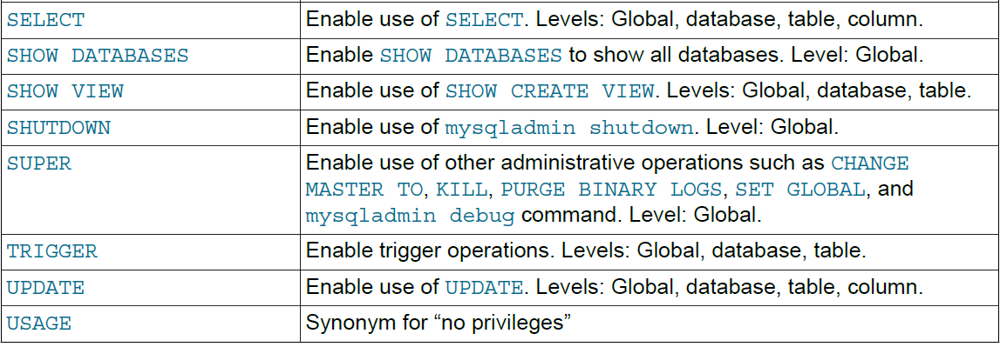 SELECT Enable use of SELECT. Levels: Global, database, table, column.
SHOW DATABASES Enable SHOW DATABASES to show all databases. Level: Global.
SHOW VIEW Enable use of SHOW CREATE VIEW. Levels: Global, database, table.
SHUTDOWN Enable use of mysqladmin shutdown. Level: Global.
SUPER Enable use of other administrative operations such as CHANGE
MASTER TO, KILL, PURGE BINARY LOGS, SET GLOBAL, and
mysqladmin debug command. Level: Global.
TRIGGER Enable trigger operations. Levels: Global, database, table.
UPDATE Enable use of UPDATE. Levels: Global, database, table, column.
USAGE Synonym for “no privileges”